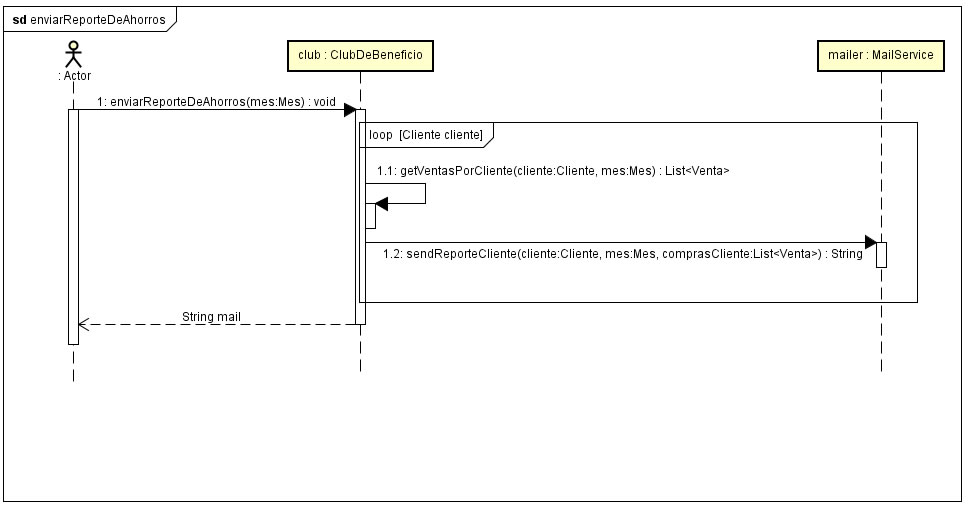 sd enviarReporteDeAhorros
: Actor
club : ClubDeBeneficio
mailer : MailService
1: enviarReporteDeAhorros(mes:Mes) : void
loop [Cliente cliente]
1.1: getVentasPorCliente(cliente:Cliente, mes:Mes) : List<Venta>
1.2: sendReporteCliente(cliente:Cliente, mes:Mes, comprasCliente:List<Venta>) : String
String mail